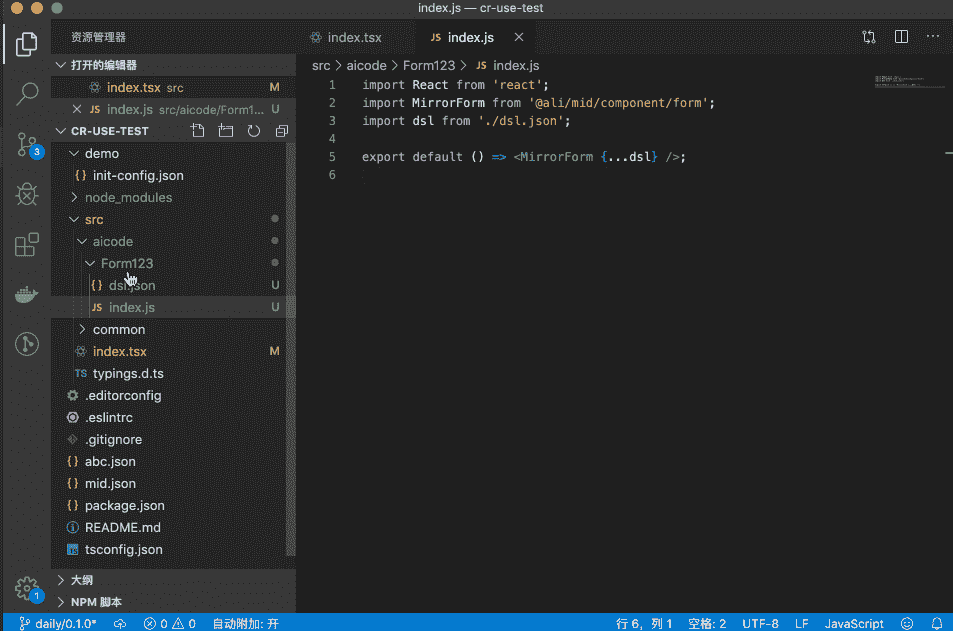 index.js — cr-use-test
资源管理器
打开的编辑器
index.tsx src M
JS index.js src/aicode/Form1... U
CR-USE-TEST
demo
{} init-config.json
node_modules
src
aicode
Form123
{} dsl.json U
JS index.js U
common
index.tsx M
TS typings.d.ts
.editorconfig
.eslintrc
.gitignore
{} abc.json
{} mid.json
{} package.json
README.md
tsconfig.json
大纲
NPM 脚本
3
1
index.tsx
JS index.js
src > aicode > Form123 > JS index.js
1 import React from 'react';
2 import MirrorForm from '@ali/mid/component/form';
3 import dsl from './dsl.json';
4
5 export default () => <MirrorForm {...dsl} />;
6
daily/0.1.0* 0 0 自动附加: 开 行 6，列 1 空格: 2 UTF-8 LF JavaScript